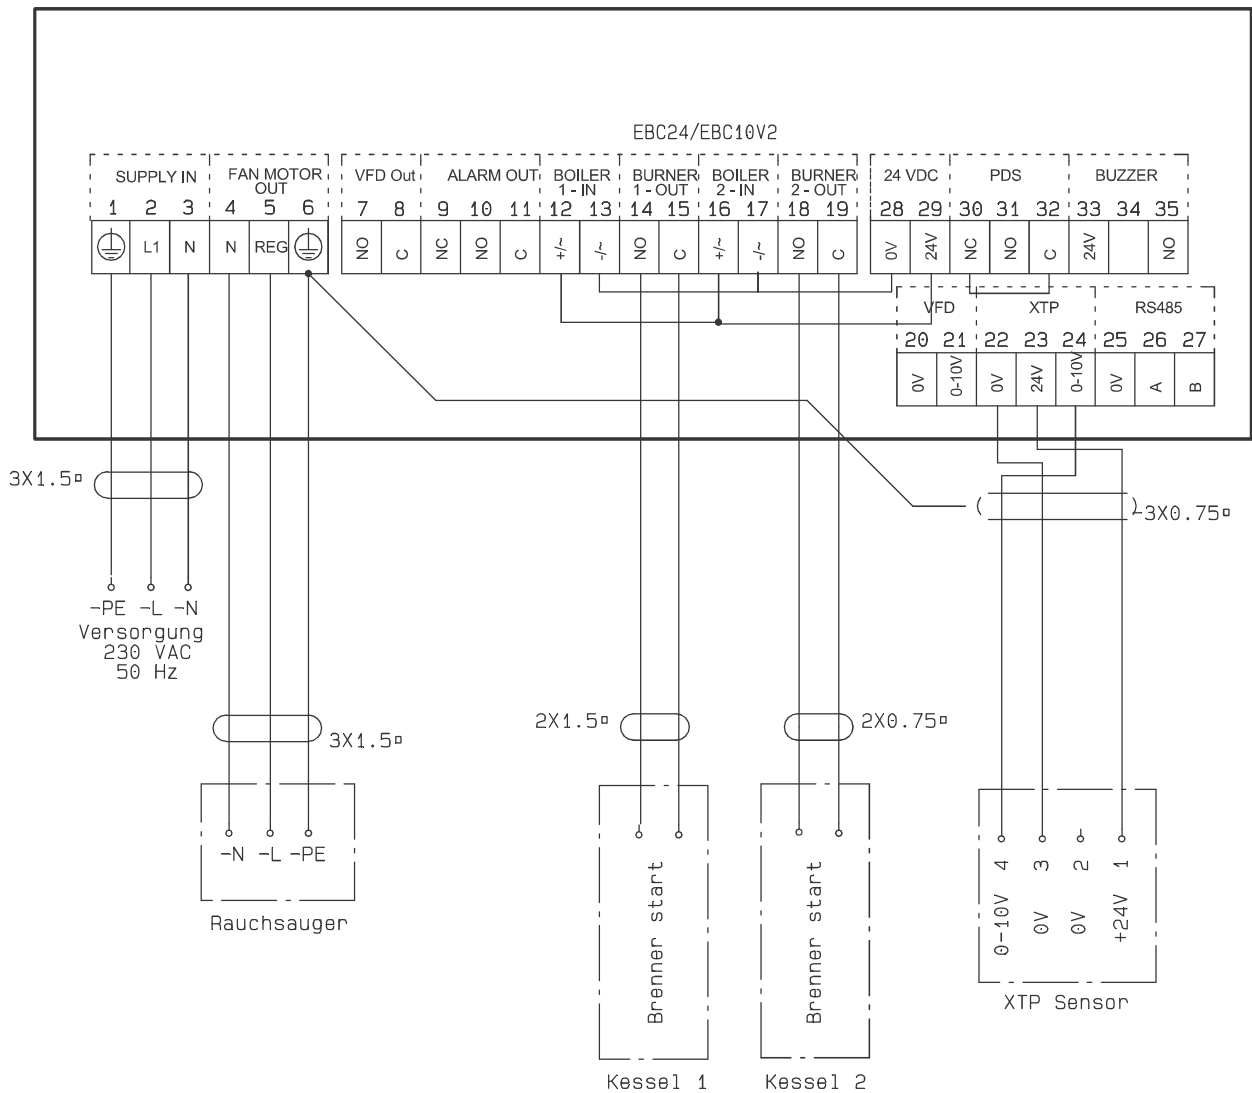 EBC24/EBC10V2
SUPPLY IN
FAN MOTOR
OUT
VFD Out
ALARM OUT
BOILER
1 - IN
BURNER
1 - OUT
BOILER
2 - IN
BURNER
2 - OUT
24 VDC
PDS
BUZZER
1 2 3 4 5 6 7 8 9 10 11 12 13 14 15 16 17 18 19 28 29 30 31 32 33 34 35
L1 N N REG NO C NC NO C +/~ -/~ NO C +/~ -/~ NO C 0V 24V NC NO C 24V NO
VFD XTP RS485
20 21 22 23 24 25 26 27
0V 0-10V 0V 24V 0-10V 0V A B
3X1.5▫
-3X0.75▫
-PE -L -N
Versorgung
230 VAC
50 Hz
3X1.5▫
2X1.5▫
2X0.75▫
-N -L -PE
Rauchsauger
Brenner start
Kessel 1
Brenner start
Kessel 2
4 3 2 1
0-10V 0V 0V +24V
XTP Sensor